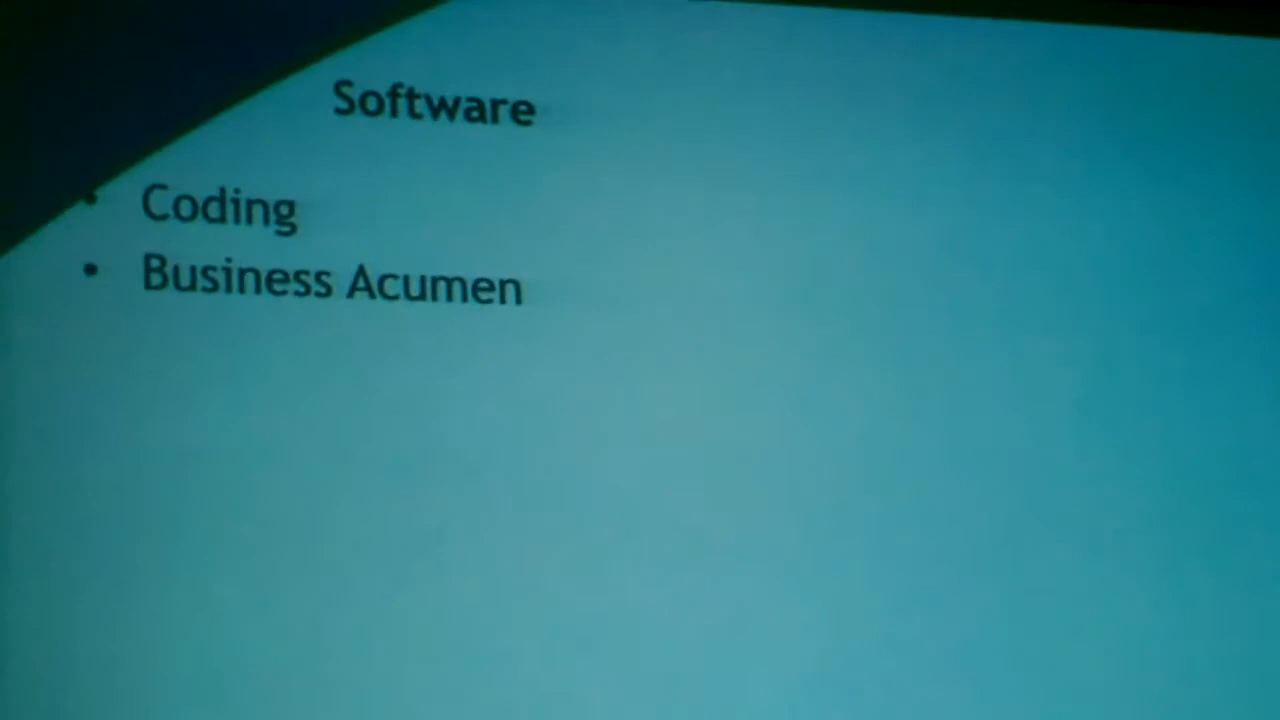 Software
• Coding
• Business Acumen